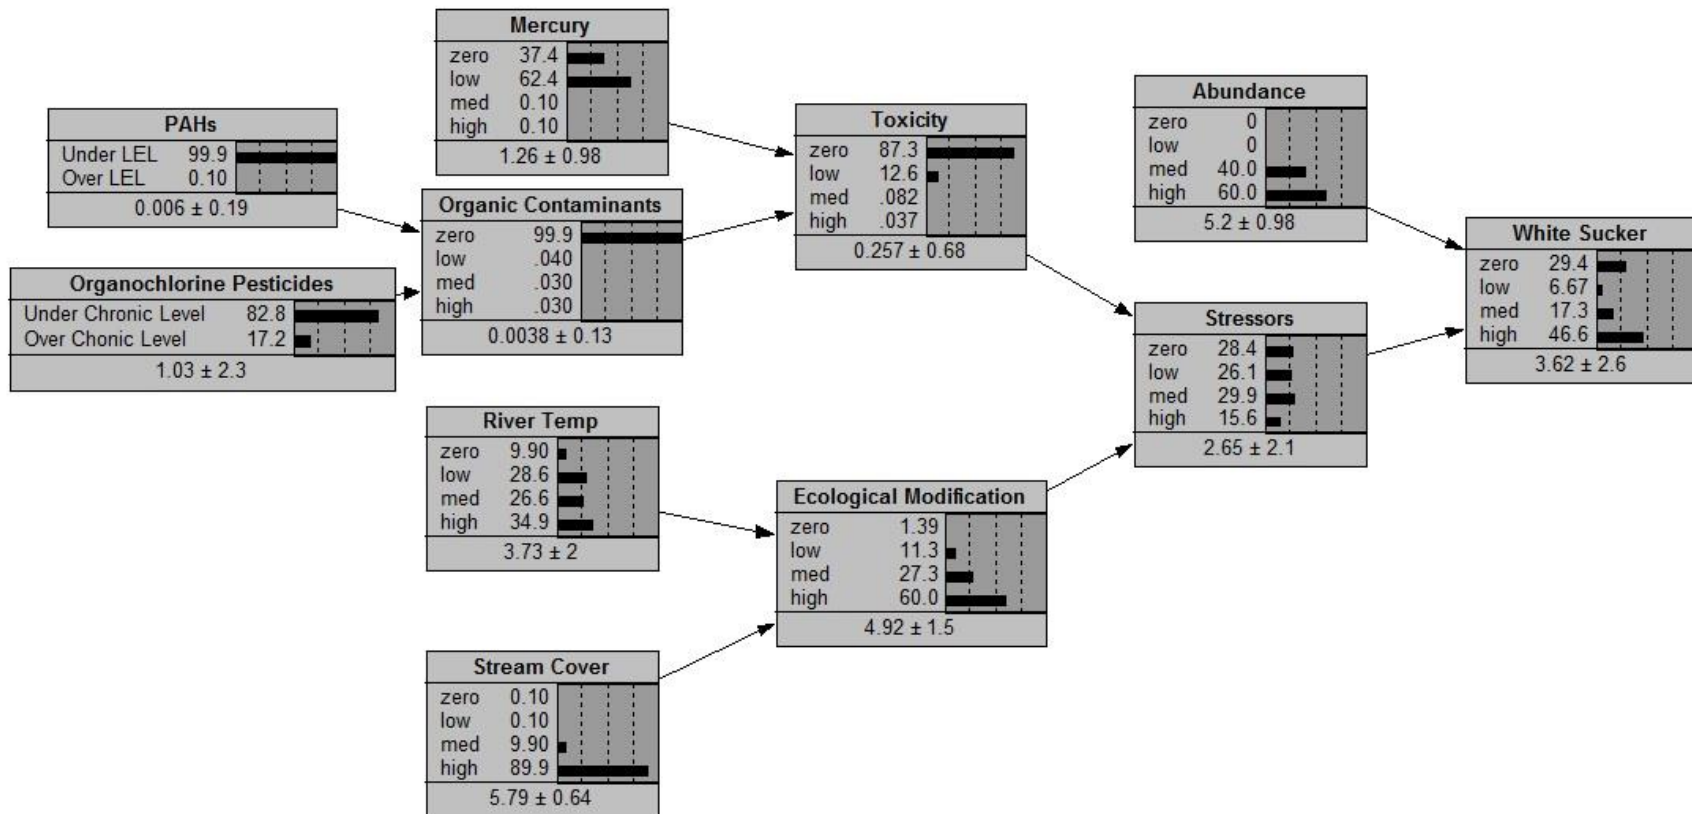 Mercury
zero 37.4
low 62.4
med 0.10
high 0.10
1.26 ± 0.98
PAHs
Under LEL 99.9
Over LEL 0.10
0.006 ± 0.19
Organic Contaminants
zero 99.9
low .040
med .030
high .030
0.0038 ± 0.13
Organochlorine Pesticides
Under Chronic Level 82.8
Over Chonic Level 17.2
1.03 ± 2.3
Toxicity
zero 87.3
low 12.6
med .082
high .037
0.257 ± 0.68
Abundance
zero 0
low 0
med 40.0
high 60.0
5.2 ± 0.98
White Sucker
zero 29.4
low 6.67
med 17.3
high 46.6
3.62 ± 2.6
Stressors
zero 28.4
low 26.1
med 29.9
high 15.6
2.65 ± 2.1
River Temp
zero 9.90
low 28.6
med 26.6
high 34.9
3.73 ± 2
Ecological Modification
zero 1.39
low 11.3
med 27.3
high 60.0
4.92 ± 1.5
Stream Cover
zero 0.10
low 0.10
med 9.90
high 89.9
5.79 ± 0.64